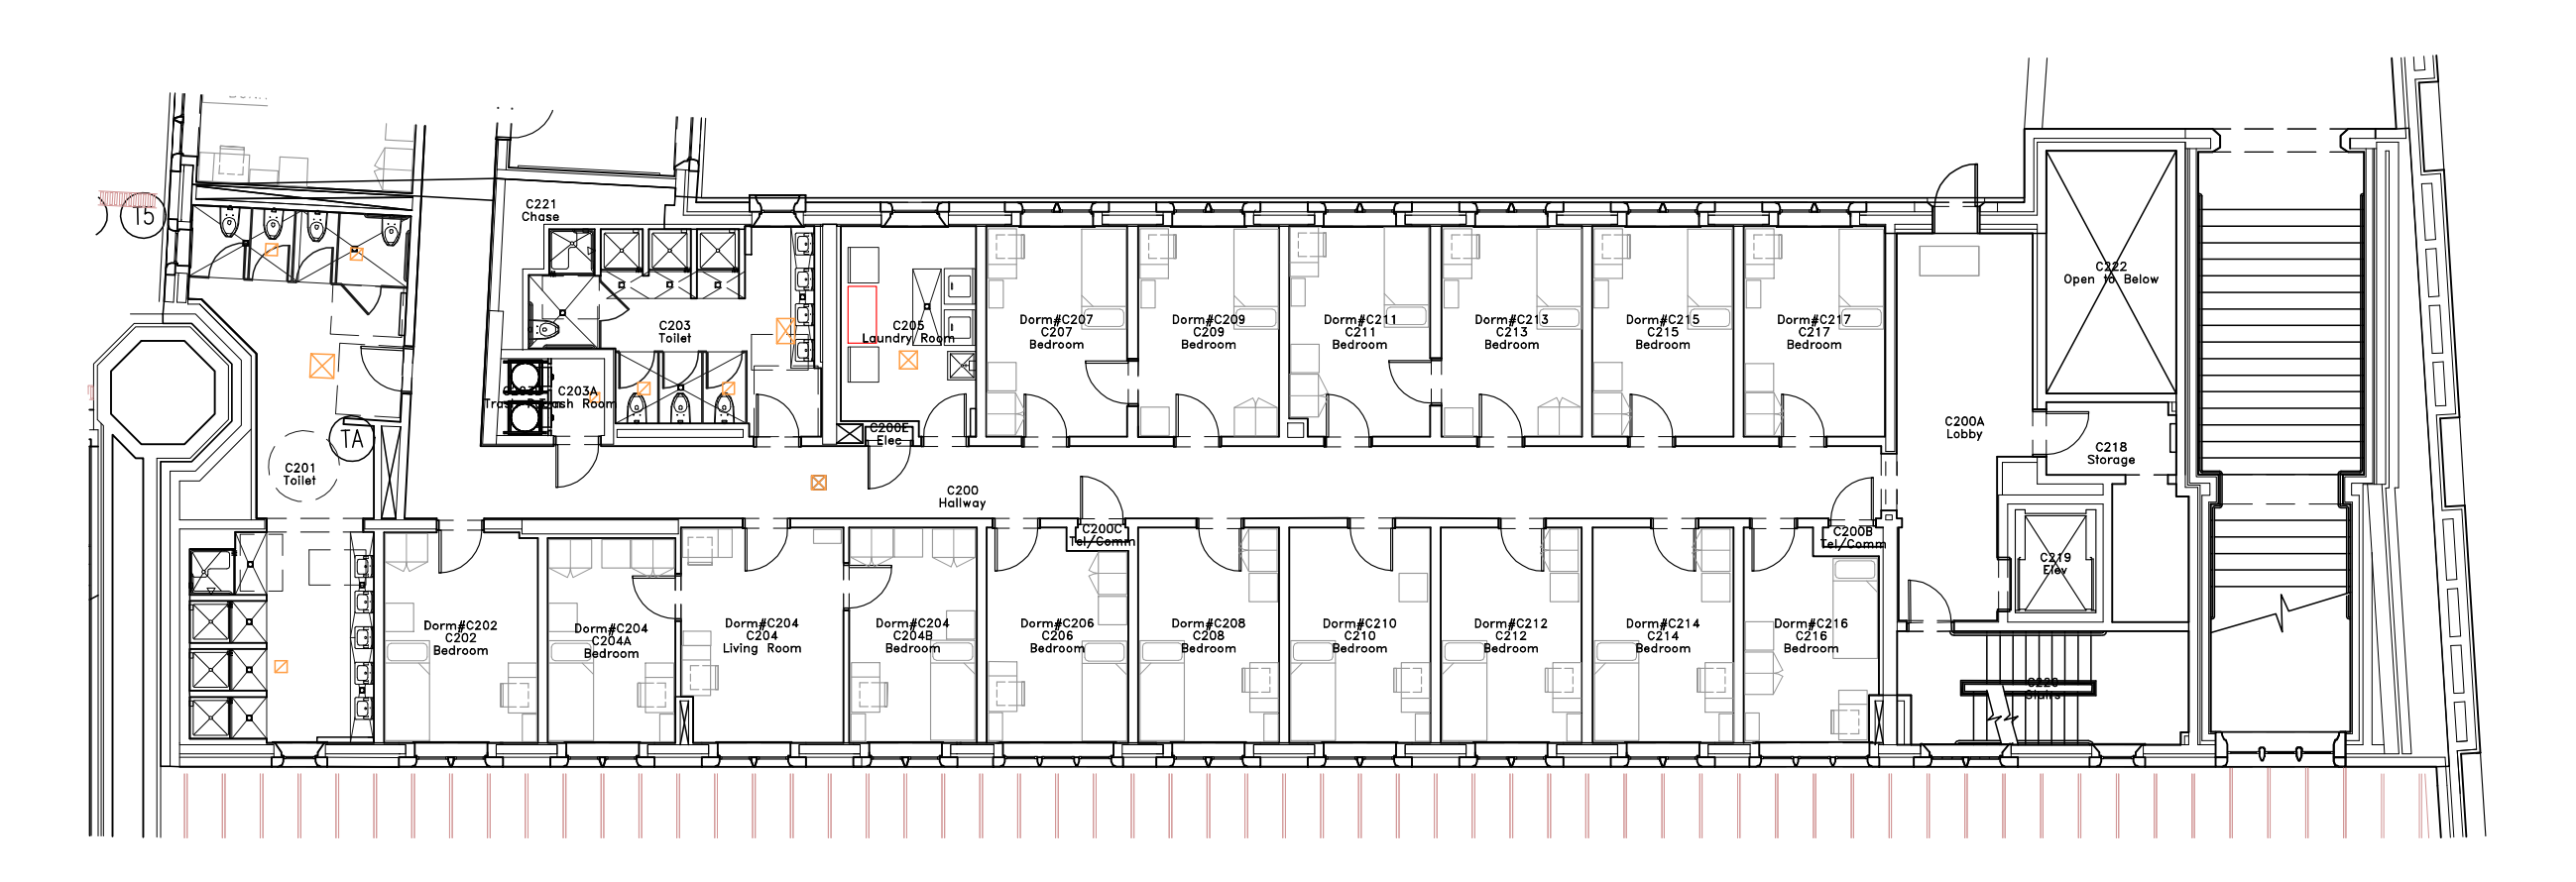 T5
C221
Chase
C222
Open to Below
C203
Toilet
C205
Laundry Room
Dorm#C207
C207
Bedroom
Dorm#C209
C209
Bedroom
Dorm#C211
C211
Bedroom
Dorm#C213
C213
Bedroom
Dorm#C215
C215
Bedroom
Dorm#C217
C217
Bedroom
C203A
Trash Room
C200E
Elec
C200A
Lobby
TA
C218
Storage
C201
Toilet
C200
Hallway
C200C
Tel/Comm
C200B
Tel/Comm
C219
Elev
Dorm#C202
C202
Bedroom
Dorm#C204
C204A
Bedroom
Dorm#C204
C204
Living Room
Dorm#C204
C204B
Bedroom
Dorm#C206
C206
Bedroom
Dorm#C208
C208
Bedroom
Dorm#C210
C210
Bedroom
Dorm#C212
C212
Bedroom
Dorm#C214
C214
Bedroom
Dorm#C216
C216
Bedroom
Stairs